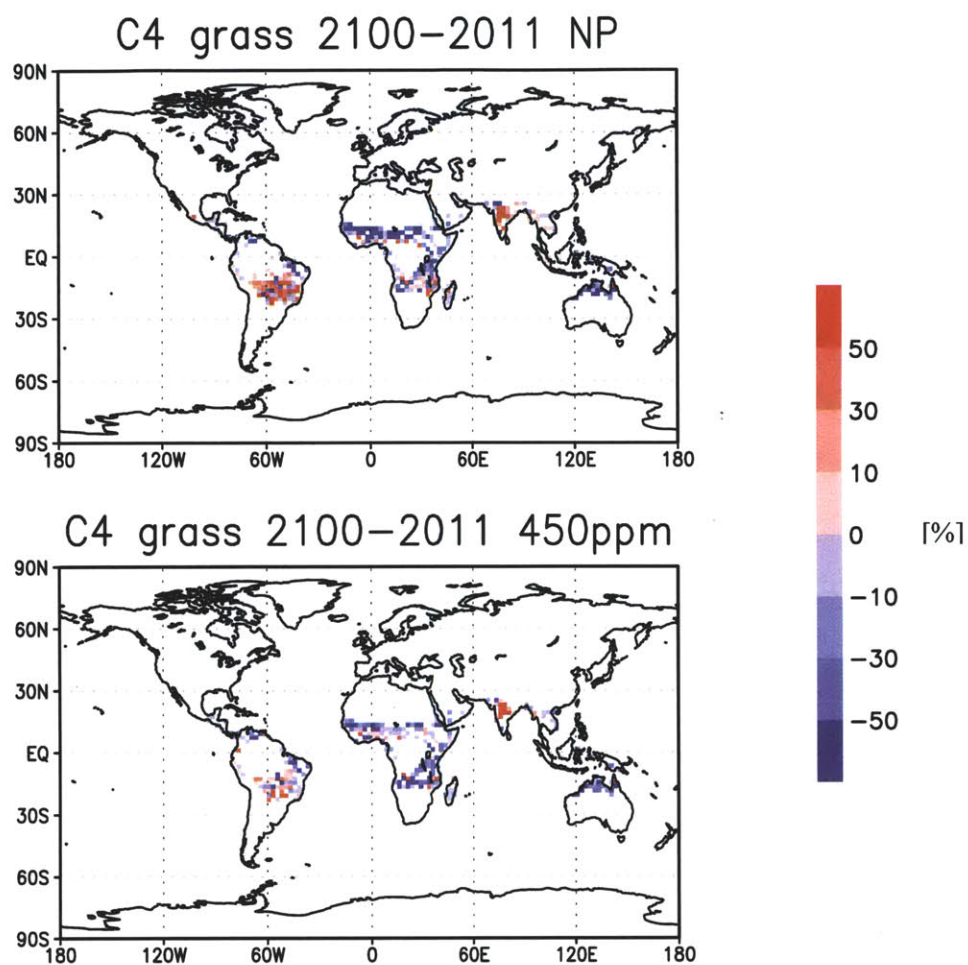 C4 grass 2100-2011 NP
90N
60N
30N
EQ
30S
60S
90S
180 120W 60W 0 60E 120E 180
C4 grass 2100-2011 450ppm
90N
60N
30N
EQ
30S
60S
90S
180 120W 60W 0 60E 120E 180
50
30
10
0 [%]
-10
-30
-50